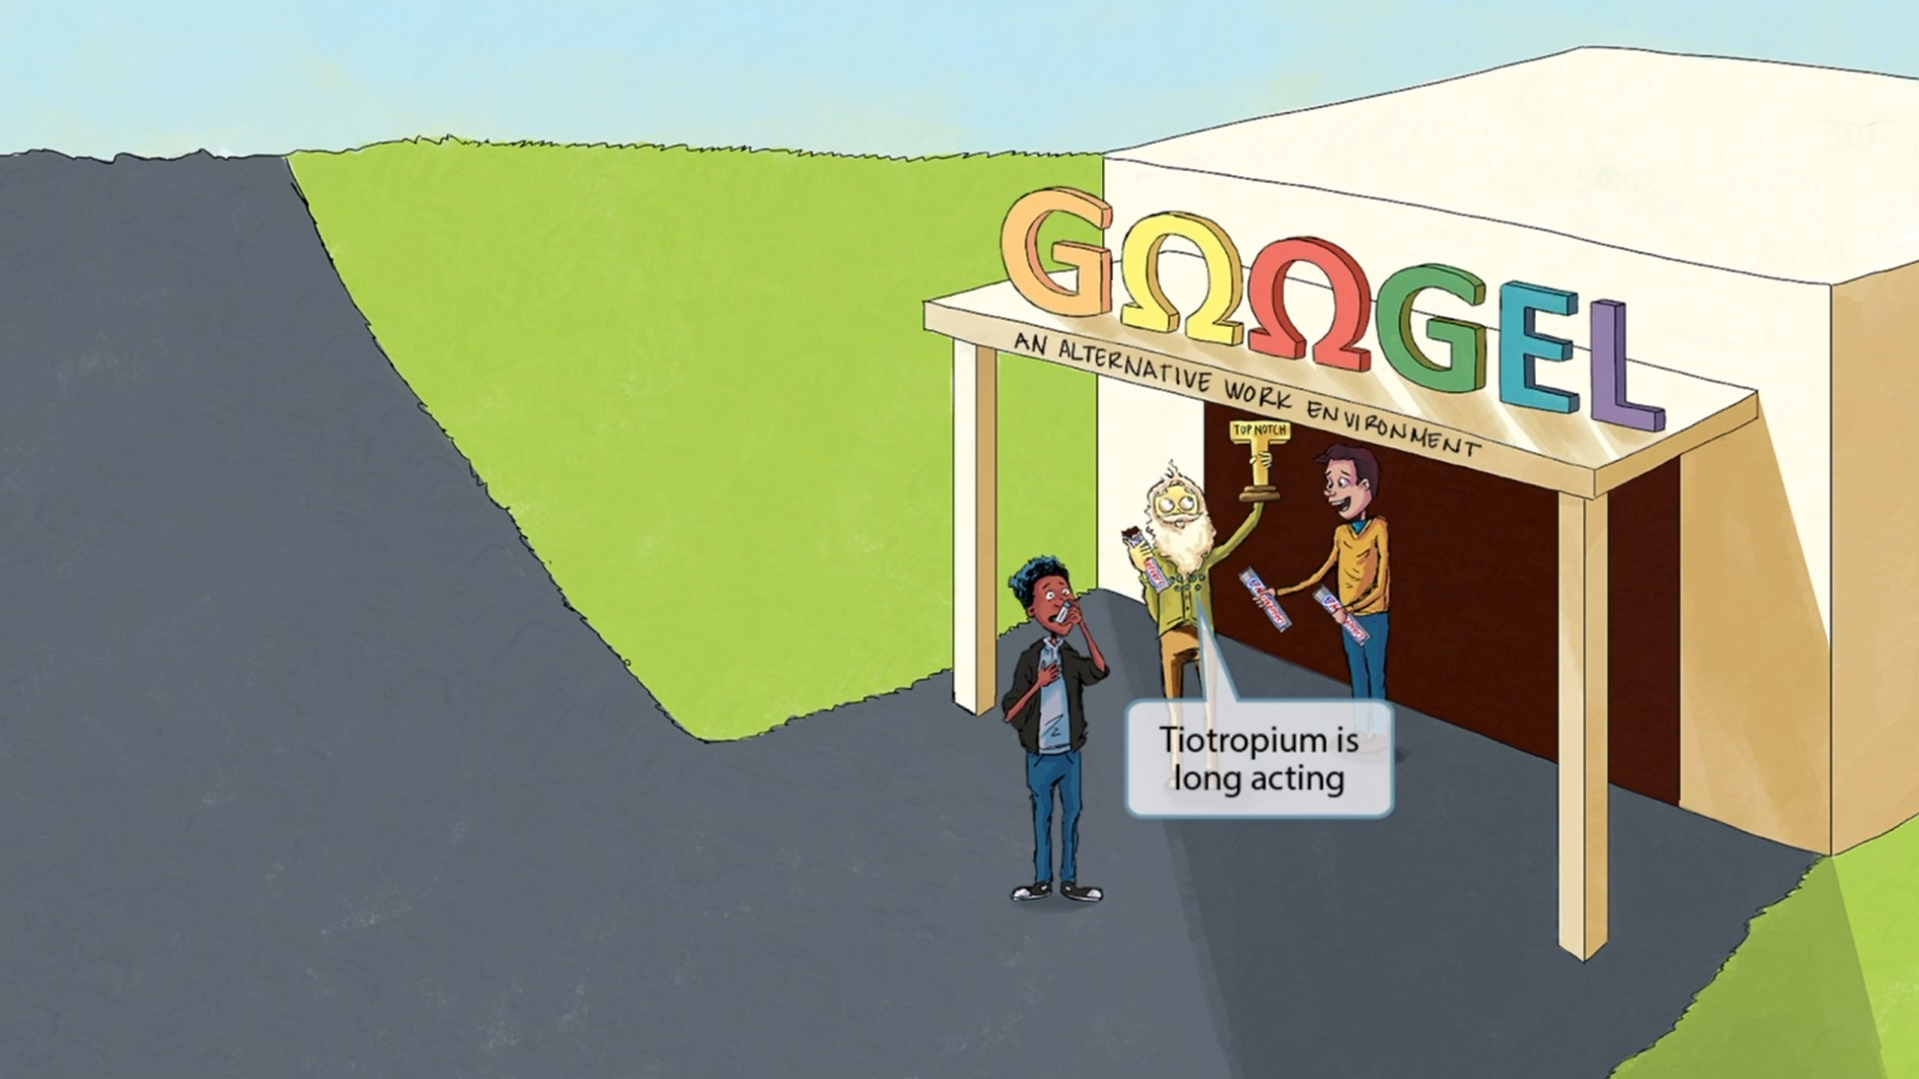 GΩΩGEL
AN ALTERNATIVE WORK ENVIRONMENT
TOP NOTCH
Tiotropium is
long acting